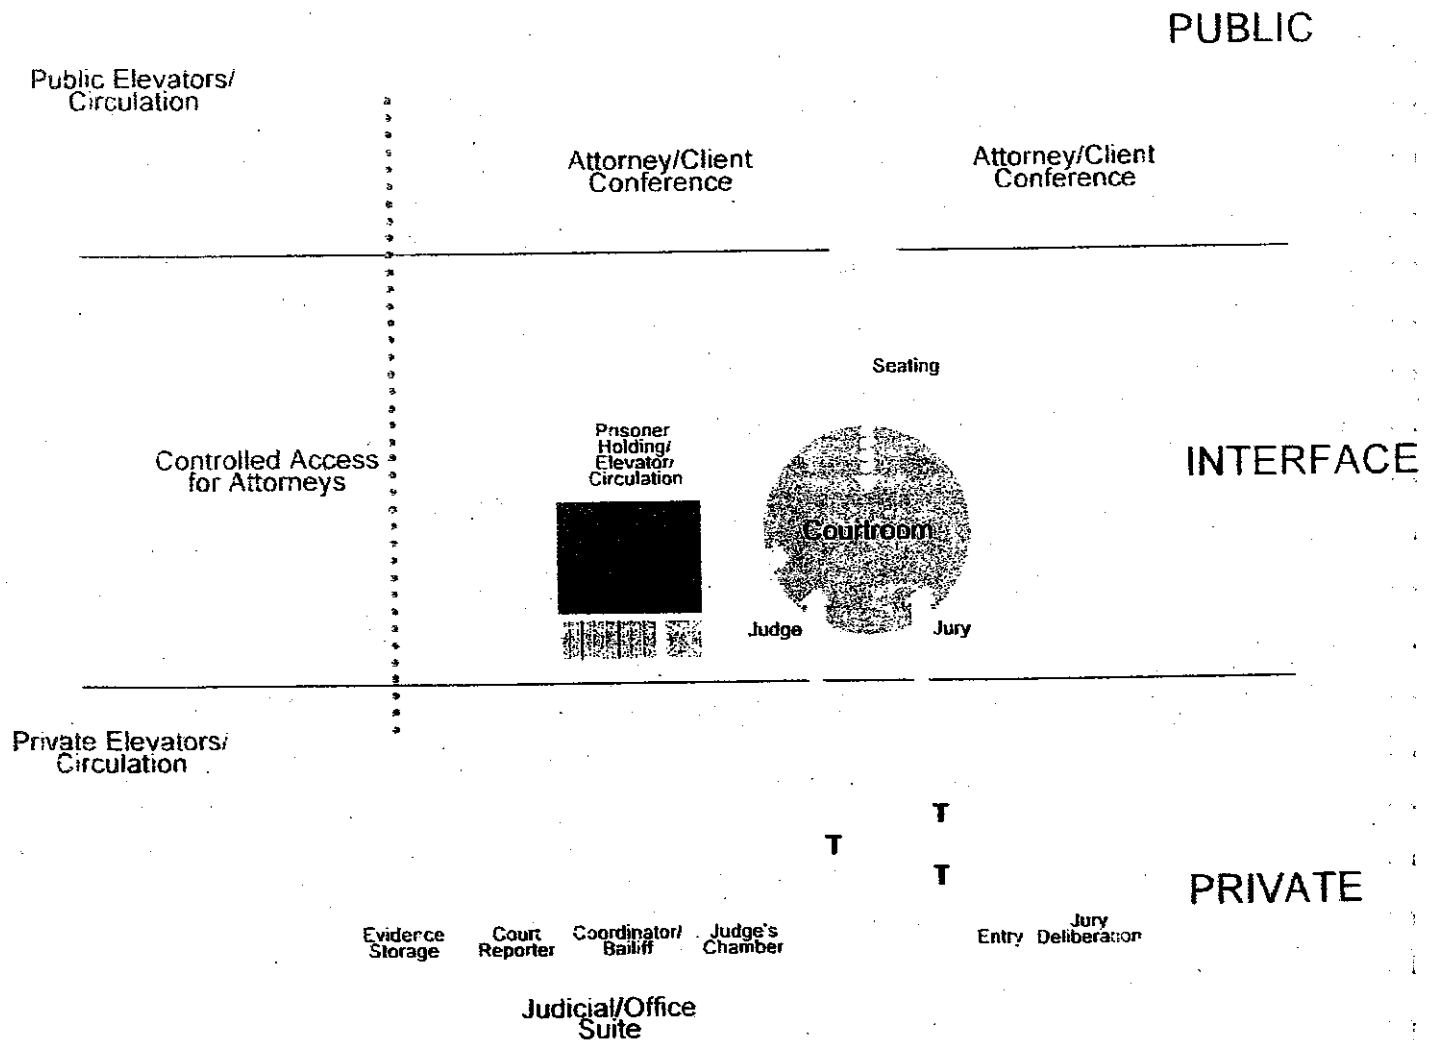 PUBLIC
Public Elevators/
Circulation
Attorney/Client
Conference
Attorney/Client
Conference
Seating
Prisoner
Holding/
Elevator/
Circulation
Controlled Access
for Attorneys
INTERFACE
Courtroom
Judge
Jury
Private Elevators/
Circulation
T
T
T
PRIVATE
Evidence
Storage
Court
Reporter
Coordinator/
Bailiff
Judge's
Chamber
Entry
Jury
Deliberation
Judicial/Office
Suite